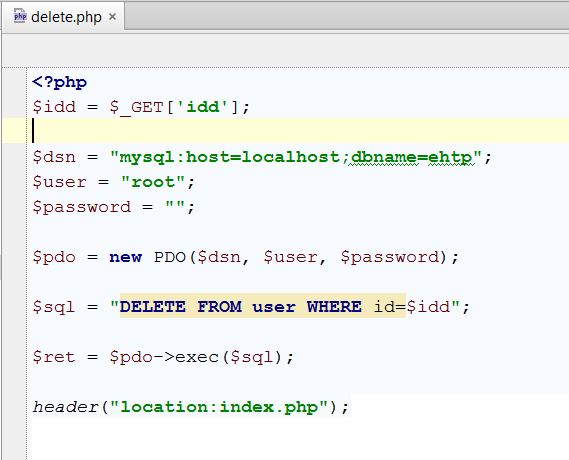 delete.php ×
<?php
$idd = $_GET['idd'];
$dsn = "mysql:host=localhost;dbname=ehtp";
$user = "root";
$password = "";
$pdo = new PDO($dsn, $user, $password);
$sql = "DELETE FROM user WHERE id=$idd";
$ret = $pdo->exec($sql);
header("location:index.php");